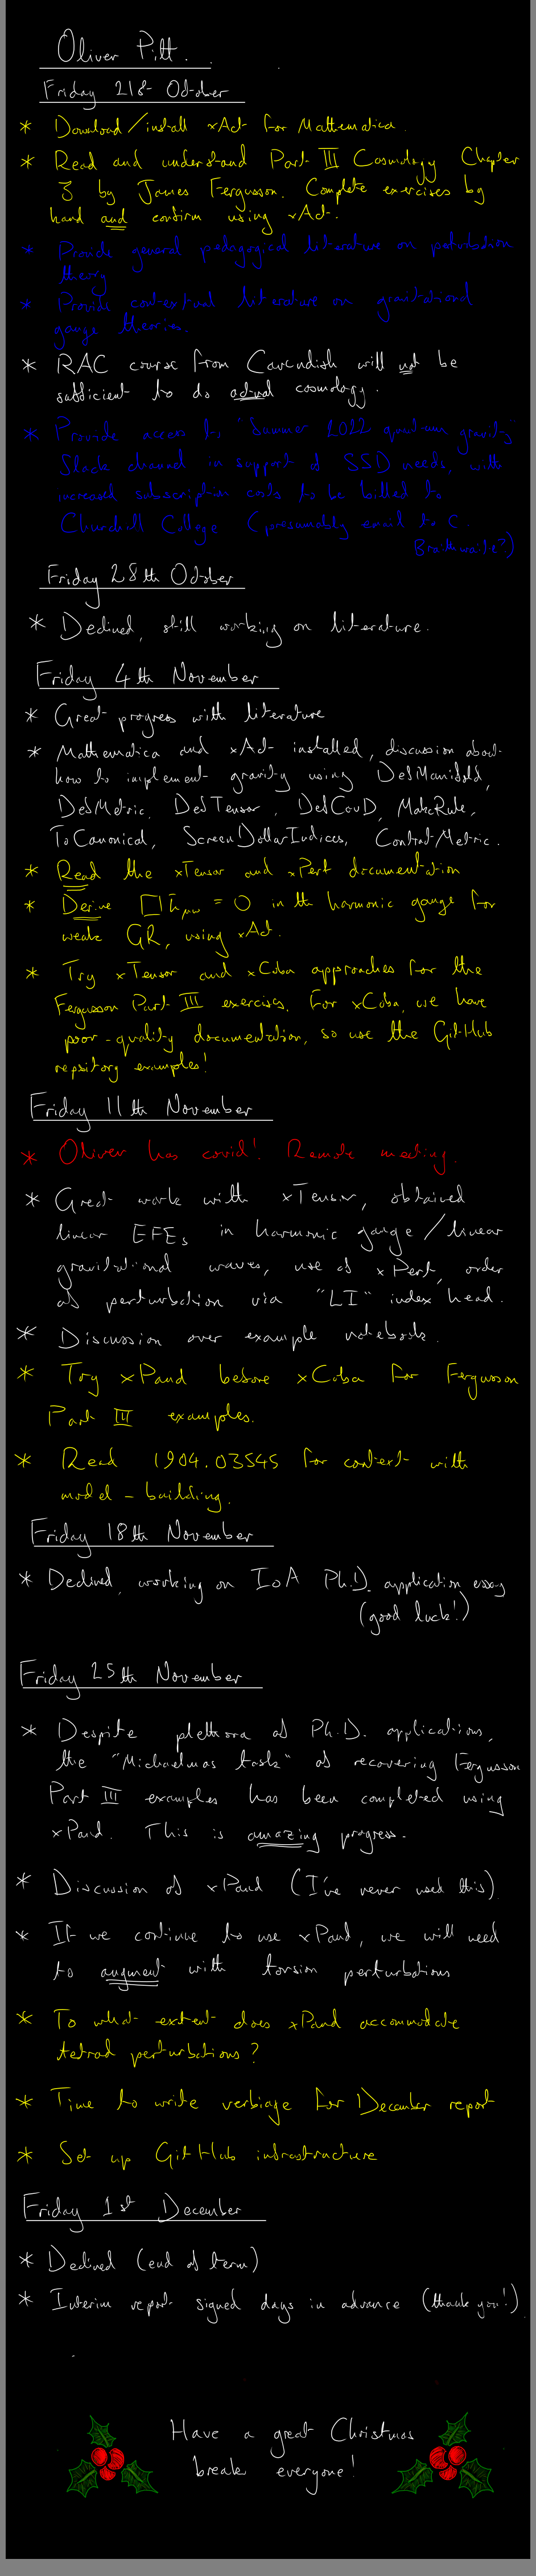 Oliver Pitt.
Friday 21st October
* Download/install xAct for Mathematica.
* Read and understand Part III Cosmology Chapter
3 by James Fergusson. Complete exercises by
hand and confirm using xAct.
* Provide general pedagogical literature on perturbation
theory
* Provide contextual literature on gravitational
gauge theories.
* RAC course from Cavendish will not be
sufficient to do actual cosmology.
* Provide access to "Summer 2022 quantum gravity"
Slack channel in support of SSD needs, with
increased subscription costs to be billed to
Churchill College. (presumably email to C.
Braithwaite?)
Friday 28th October
* Declined, still working on literature.
Friday 4th November
* Great progress with literature
* Mathematica and xAct installed, discussion about
how to implement gravity using DefManifold,
DefMetric, DefTensor, DefCovD, MakeRule,
ToCanonical, ScreenDollarIndices, ContractMetric.
* Read the xTensor and xPert documentation
* Derive □h̄μν = 0 in the harmonic gauge for
weak GR, using xAct.
* Try xTensor and xCoba approaches for the
Fergusson Part III exercises. For xCoba, we have
poor-quality documentation, so use the GitHub
repository examples!
Friday 11th November
* Oliver has covid! Remote meeting.
* Great work with xTensor, obtained
linear EFEs in harmonic gauge/linear
gravitational waves, use of xPert, order
of perturbation via "LI" index head.
* Discussion over example notebooks.
* Try xPand before xCoba for Fergusson
Part III examples.
* Read 1904.03545 for context with
model-building.
Friday 18th November
* Declined, working on IoA Ph.D. application essay
(good luck!)
Friday 25th November
* Despite plethora of Ph.D. applications,
the "Michaelmas task" of recovering Fergusson
Part III examples has been completed using
xPand. This is amazing progress.
* Discussion of xPand (I've never used this).
* If we continue to use xPand, we will need
to augment with torsion perturbations
* To what extent does xPand accommodate
tetrad perturbations?
* Time to write verbiage for December report
* Set up GitHub infrastructure
Friday 1st December
* Declined (end of term)
* Interim report signed days in advance (thank you!)
Have a great Christmas
break everyone!